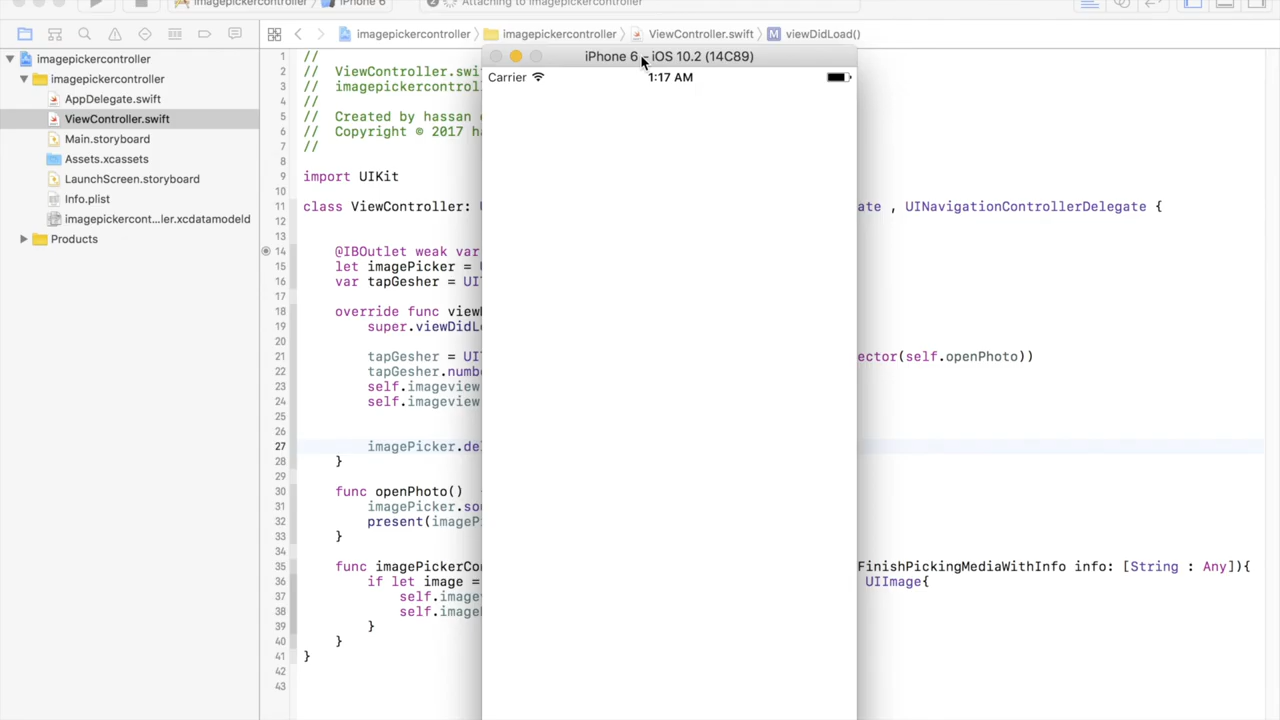 imagepickercontroller
iPhone 6
Attaching to imagepickercontroller
imagepickercontroller
imagepickercontroller
ViewController.swift
M viewDidLoad()
imagepickercontroller
imagepickercontroller
AppDelegate.swift
ViewController.swift
Main.storyboard
Assets.xcassets
LaunchScreen.storyboard
Info.plist
imagepickercont...ler.xcdatamodeld
Products
iPhone 6 – iOS 10.2 (14C89)
Carrier 1:17 AM
1 //
2 // ViewController.swi
3 // imagepickercontrol
4 //
5 // Created by hassan
6 // Copyright © 2017 h
7 //
8
9 import UIKit
10
11 class ViewController: ate , UINavigationControllerDelegate {
12
13
14 @IBOutlet weak var
15 let imagePicker =
16 var tapGesher = UI
17
18 override func view
19 super.viewDidLo
20
21 tapGesher = UI ector(self.openPhoto))
22 tapGesher.numb
23 self.imageview
24 self.imageview
25
26
27 imagePicker.de
28 }
29
30 func openPhoto()
31 imagePicker.sou
32 present(imageP
33 }
34
35 func imagePickerCo FinishPickingMediaWithInfo info: [String : Any]){
36 if let image = UIImage{
37 self.image
38 self.image
39 }
40 }
41 }
42
43